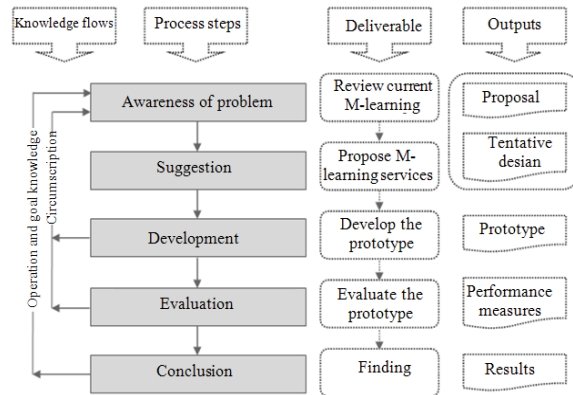 Knowledge flows
Process steps
Deliverable
Outputs
Operation and goal knowledge
Circumscription
Awareness of problem
Suggestion
Development
Evaluation
Conclusion
Review current
M-learning
Propose M-
learning services
Develop the
prototype
Evaluate the
prototype
Finding
Proposal
Tentative
desian
Prototype
Performance
measures
Results